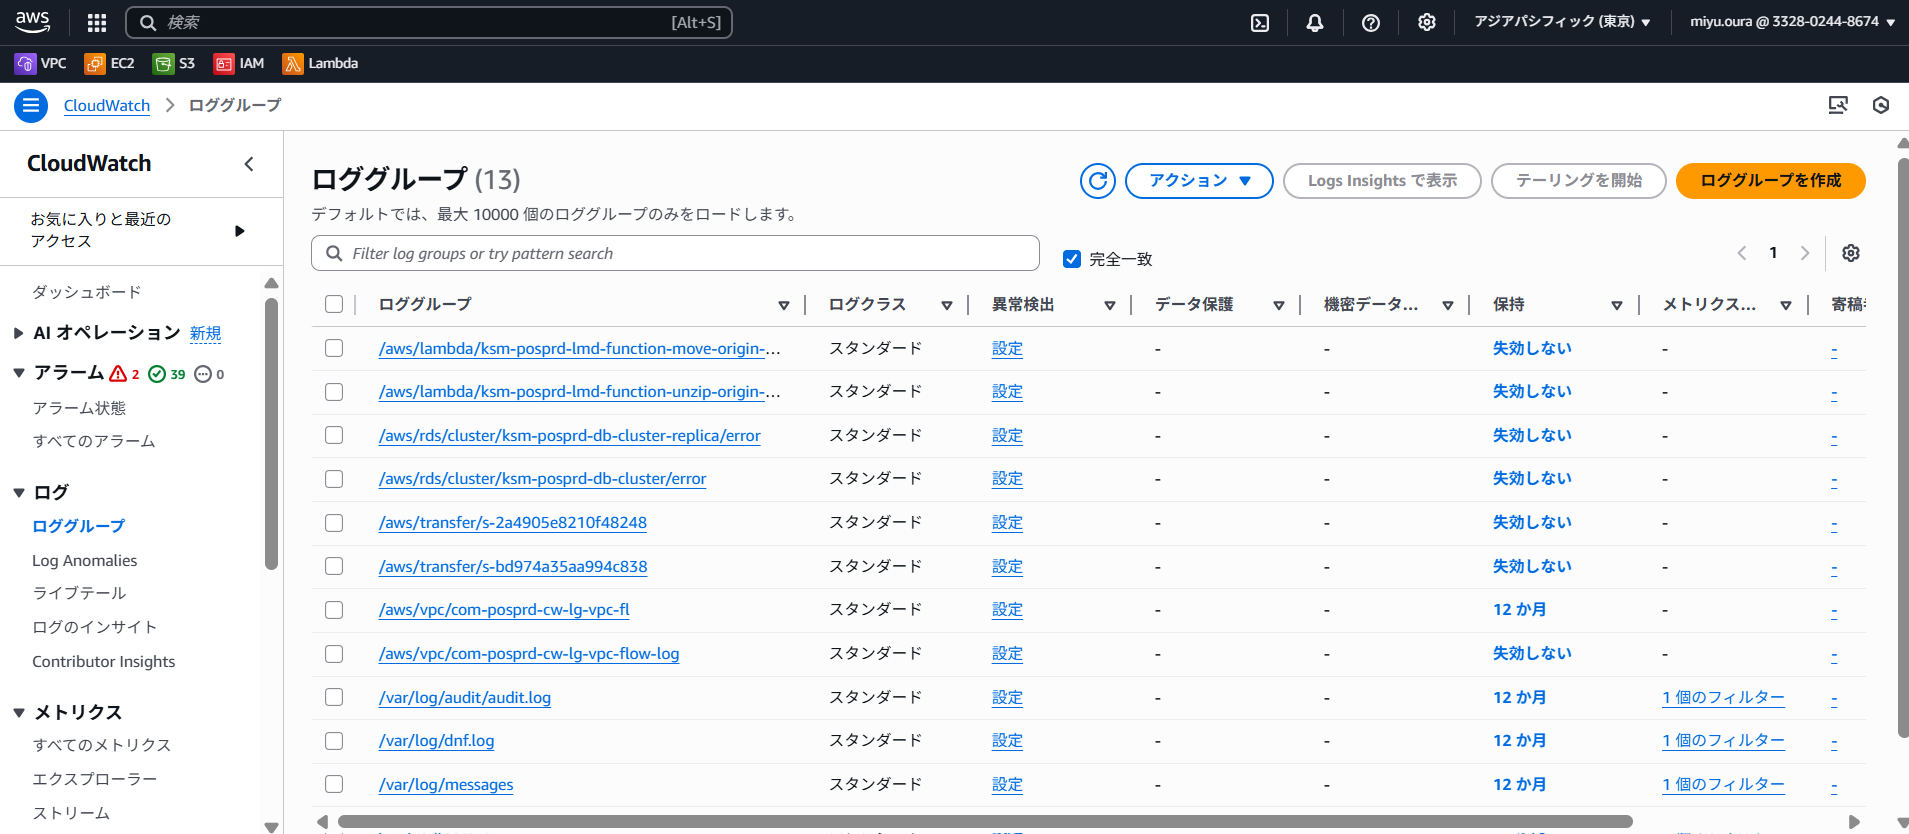 aws
検索 [Alt+S]
アジアパシフィック (東京) ▼
miyu.oura @ 3328-0244-8674 ▼
VPC EC2 S3 IAM Lambda
CloudWatch > ロググループ
CloudWatch
お気に入りと最近の
アクセス
ダッシュボード
AI オペレーション 新規
アラーム 2 39 0
アラーム状態
すべてのアラーム
ログ
ロググループ
Log Anomalies
ライブテール
ログのインサイト
Contributor Insights
メトリクス
すべてのメトリクス
エクスプローラー
ストリーム
ロググループ (13)
デフォルトでは、最大 10000 個のロググループのみをロードします。
アクション ▼
Logs Insights で表示
テーリングを開始
ロググループを作成
Filter log groups or try pattern search
完全一致
1
ロググループ ログクラス 異常検出 データ保護 機密データ... 保持 メトリクス...
/aws/lambda/ksm-posprd-lmd-function-move-origin-... スタンダード 設定 - - 失効しない - -
/aws/lambda/ksm-posprd-lmd-function-unzip-origin-... スタンダード 設定 - - 失効しない - -
/aws/rds/cluster/ksm-posprd-db-cluster-replica/error スタンダード 設定 - - 失効しない - -
/aws/rds/cluster/ksm-posprd-db-cluster/error スタンダード 設定 - - 失効しない - -
/aws/transfer/s-2a4905e8210f48248 スタンダード 設定 - - 失効しない - -
/aws/transfer/s-bd974a35aa994c838 スタンダード 設定 - - 失効しない - -
/aws/vpc/com-posprd-cw-lg-vpc-fl スタンダード 設定 - - 12 か月 - -
/aws/vpc/com-posprd-cw-lg-vpc-flow-log スタンダード 設定 - - 失効しない - -
/var/log/audit/audit.log スタンダード 設定 - - 12 か月 1 個のフィルター -
/var/log/dnf.log スタンダード 設定 - - 12 か月 1 個のフィルター -
/var/log/messages スタンダード 設定 - - 12 か月 1 個のフィルター -